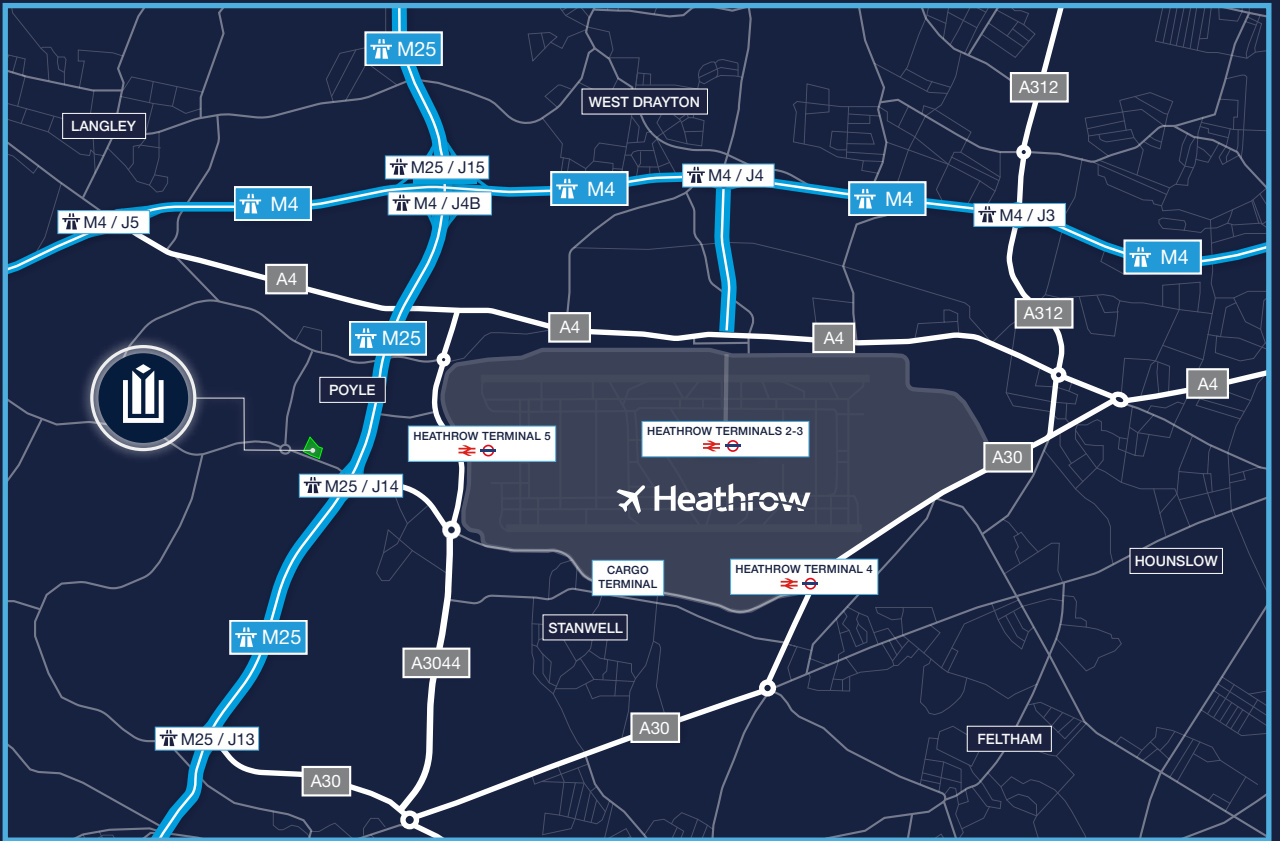 M25
A312
WEST DRAYTON
LANGLEY
M25 / J15
M4 / J4
M4
M4
M4
M4 / J4B
M4 / J3
M4 / J5
M4
A4
A312
A4
M25
A4
A4
POYLE
HEATHROW TERMINAL 5
HEATHROW TERMINALS 2-3
A30
M25 / J14
Heathrow
HOUNSLOW
CARGO
TERMINAL
HEATHROW TERMINAL 4
STANWELL
M25
A3044
A30
M25 / J13
FELTHAM
A30